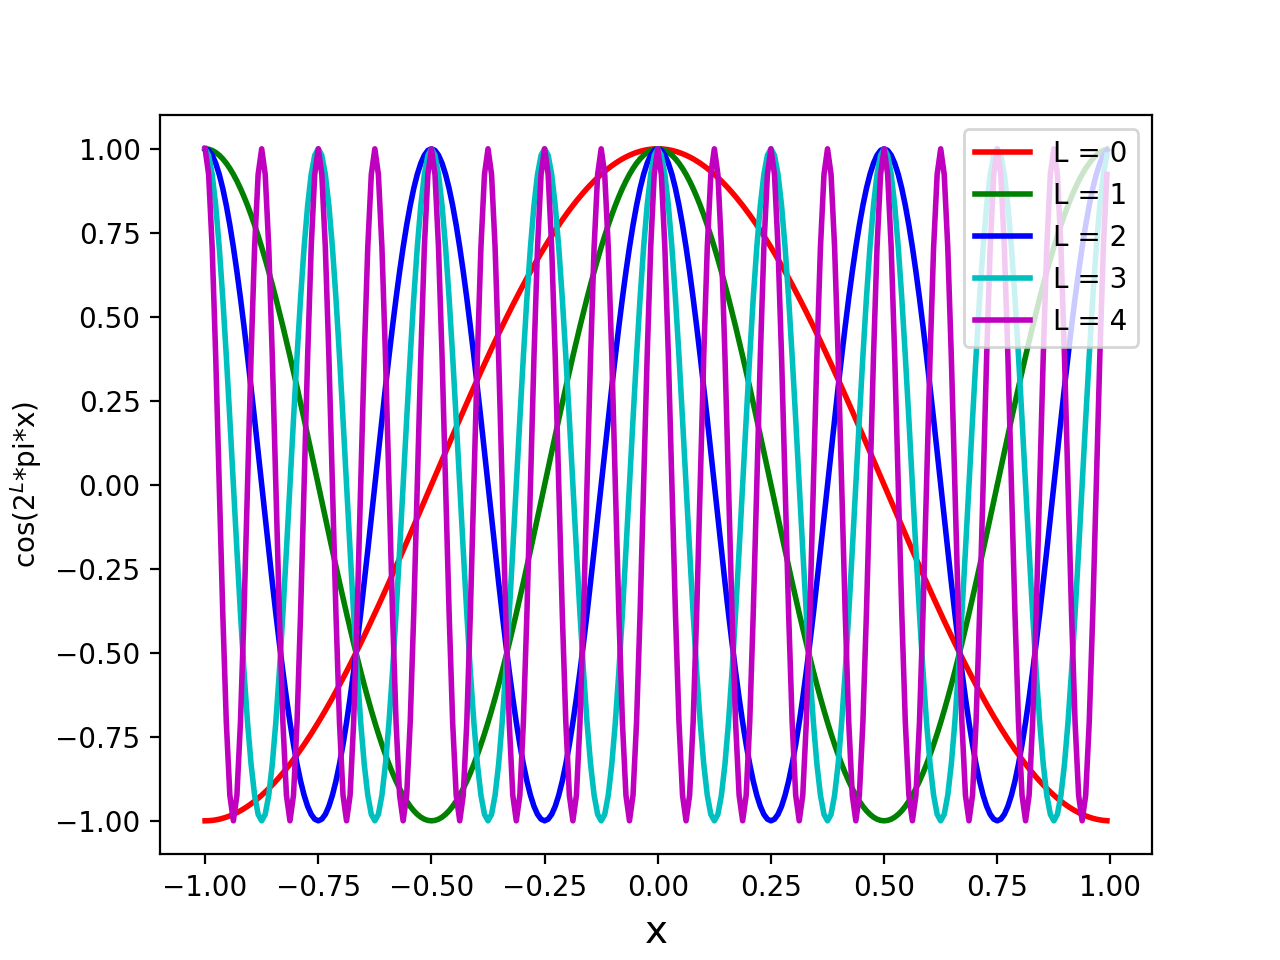 1.00
0.75
0.50
0.25
0.00
−0.25
−0.50
−0.75
−1.00
cos(2^L*pi*x)
L = 0
L = 1
L = 2
L = 3
L = 4
−1.00 −0.75 −0.50 −0.25 0.00 0.25 0.50 0.75 1.00
x